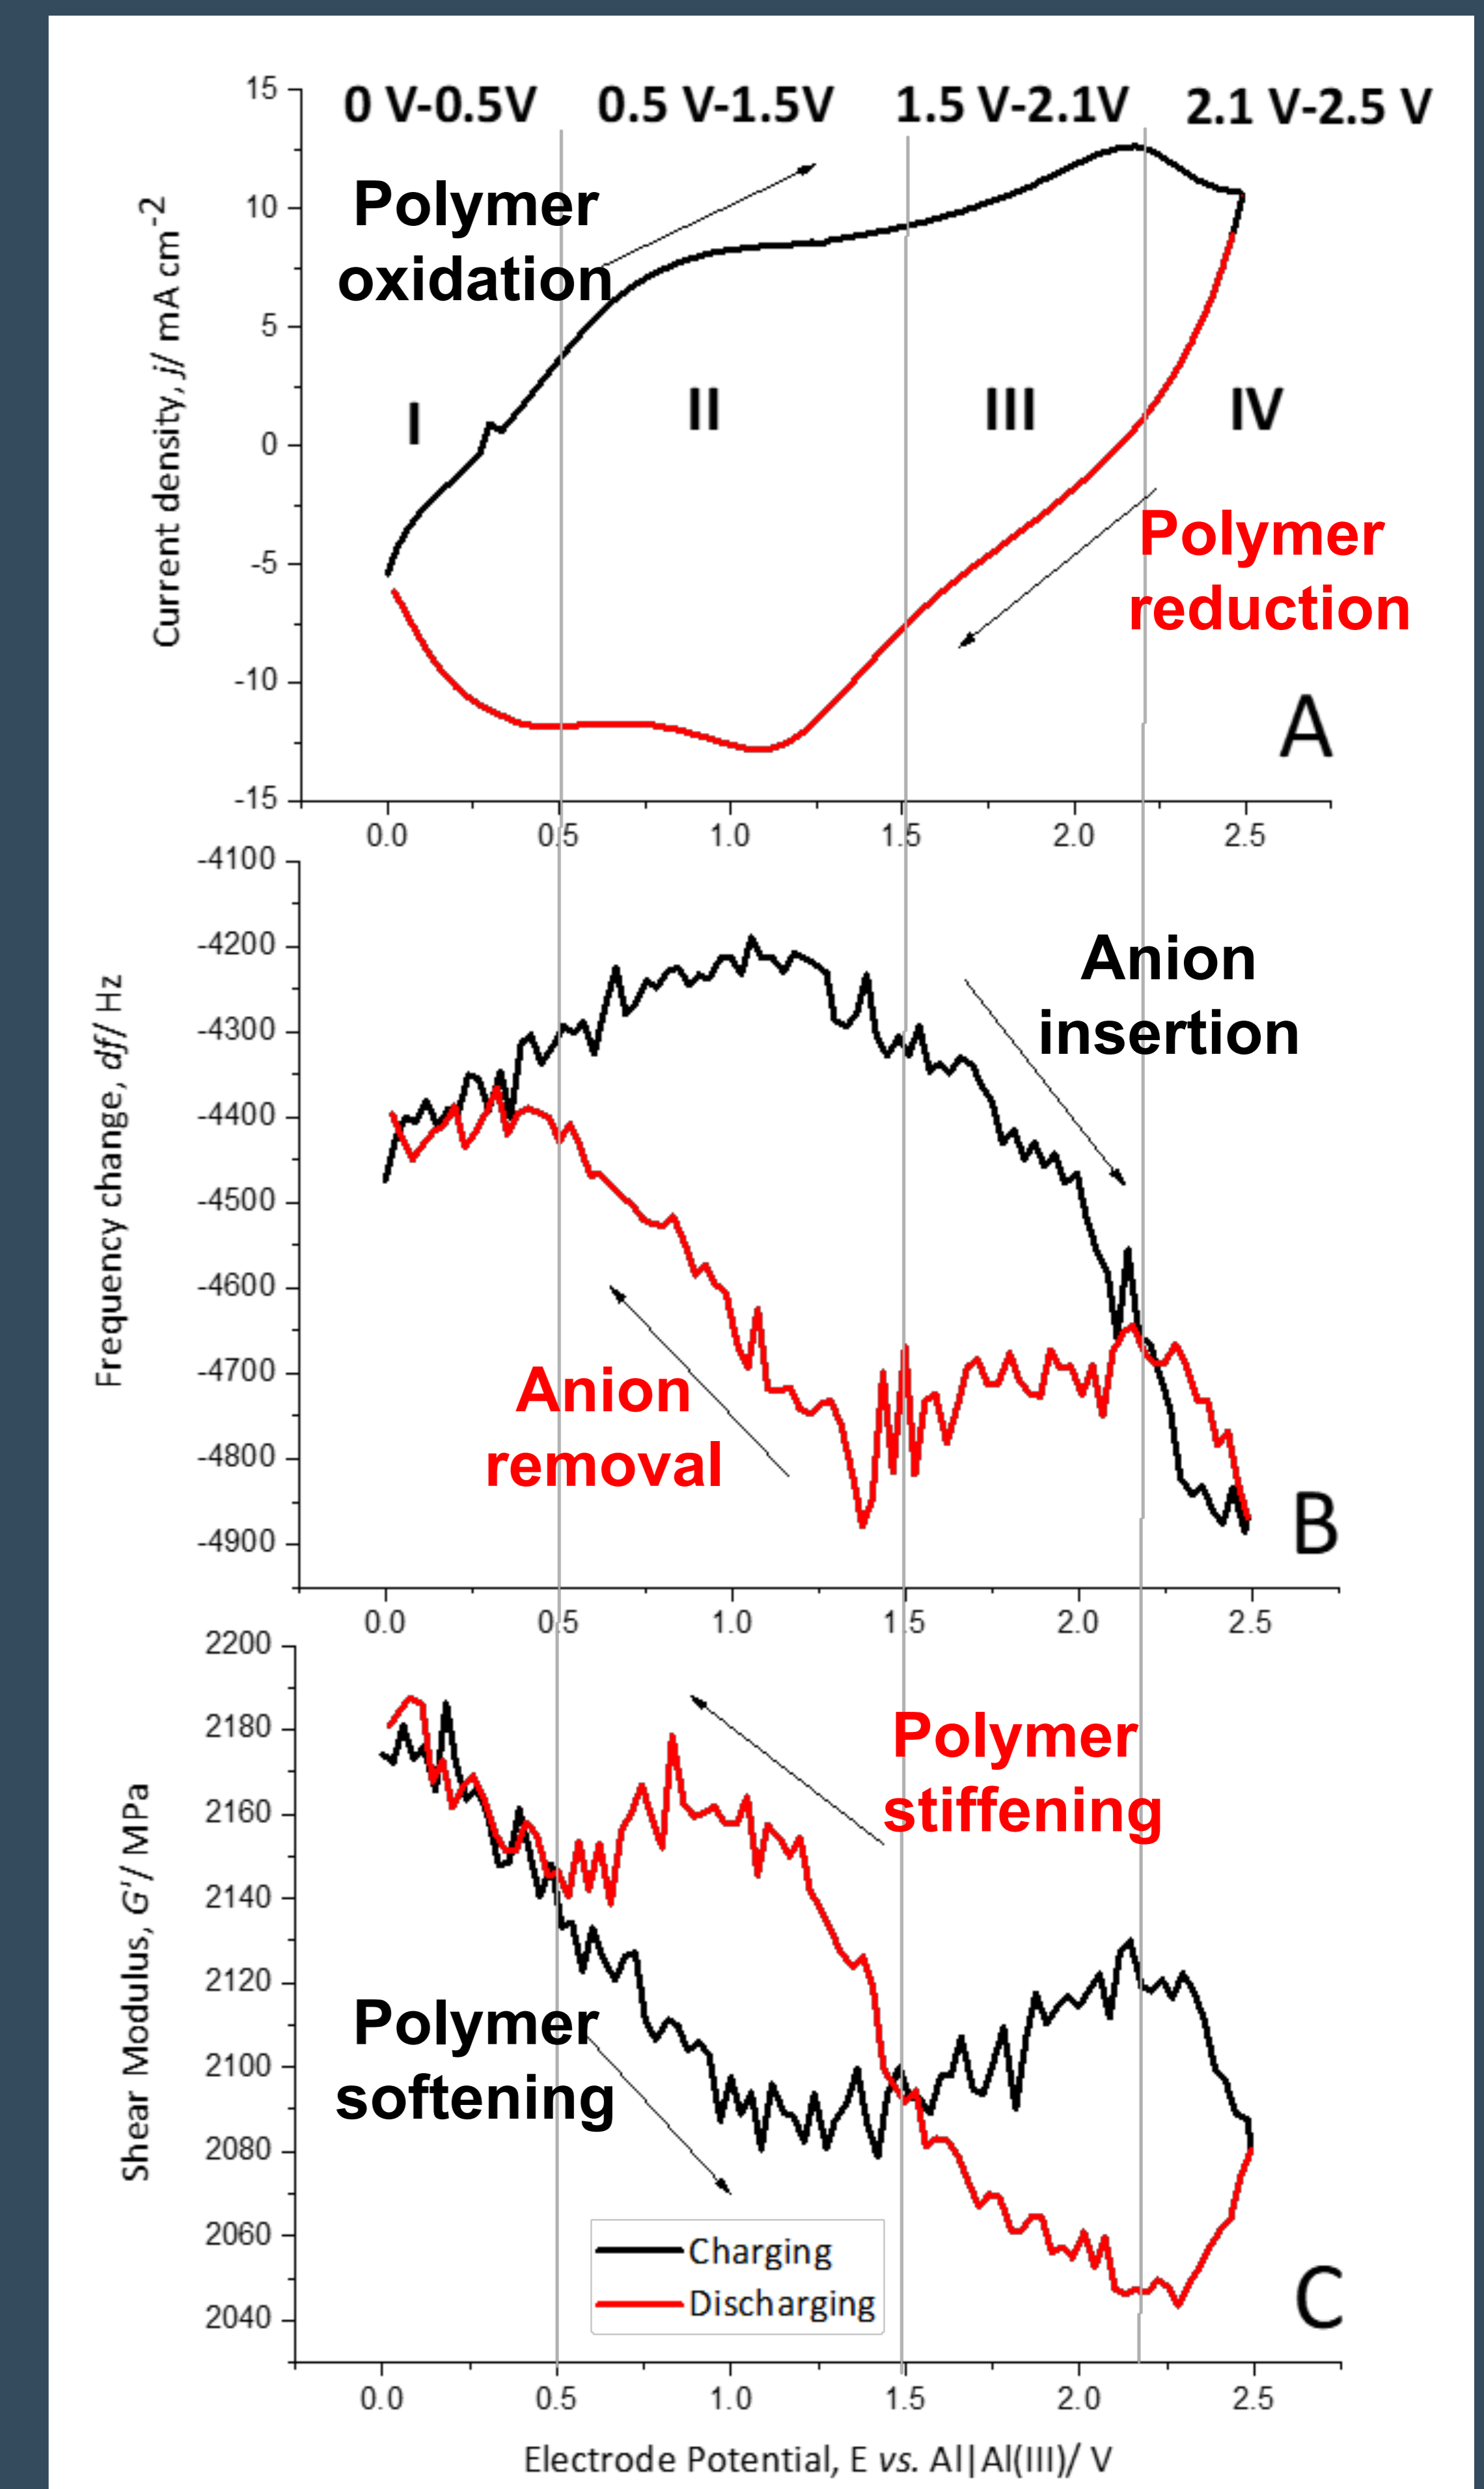 0 V-0.5V 0.5 V-1.5V 1.5 V-2.1V 2.1 V-2.5 V
Polymer
oxidation
I II III IV
Polymer
reduction
A
Current density, j/ mA cm-2
15
10
5
0
-5
-10
-15
0.0 0.5 1.0 1.5 2.0 2.5
Anion
insertion
Anion
removal
B
Frequency change, df/ Hz
-4100
-4200
-4300
-4400
-4500
-4600
-4700
-4800
-4900
0.0 0.5 1.0 1.5 2.0 2.5
Polymer
stiffening
Polymer
softening
Charging
Discharging
C
Shear Modulus, G'/ MPa
2200
2180
2160
2140
2120
2100
2080
2060
2040
0.0 0.5 1.0 1.5 2.0 2.5
Electrode Potential, E vs. Al|Al(III)/ V